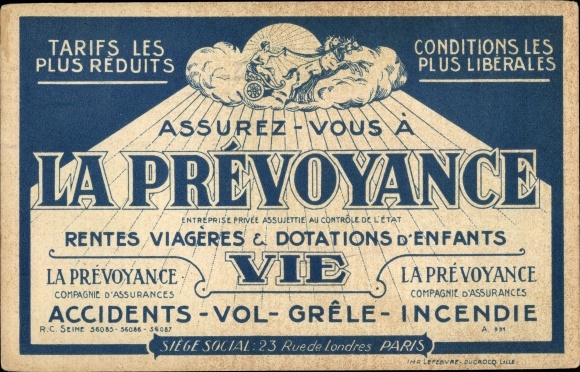 TARIFS LES
PLUS RÉDUITS
CONDITIONS LES
PLUS LIBÉRALES
ASSUREZ-VOUS À
LA PRÉVOYANCE
ENTREPRISE PRIVÉE ASSUJETTIE AU CONTRÔLE DE L'ÉTAT
RENTES VIAGÈRES & DOTATIONS D'ENFANTS
VIE
LA PRÉVOYANCE
COMPAGNIE D'ASSURANCES
LA PRÉVOYANCE
COMPAGNIE D'ASSURANCES
ACCIDENTS - VOL - GRÊLE - INCENDIE
R.C. SEINE 56085 - 56086 - 56087
SIÈGE SOCIAL: 23 Rue de Londres PARIS
IMP. LEFEBVRE-DUCROCQ LILLE.